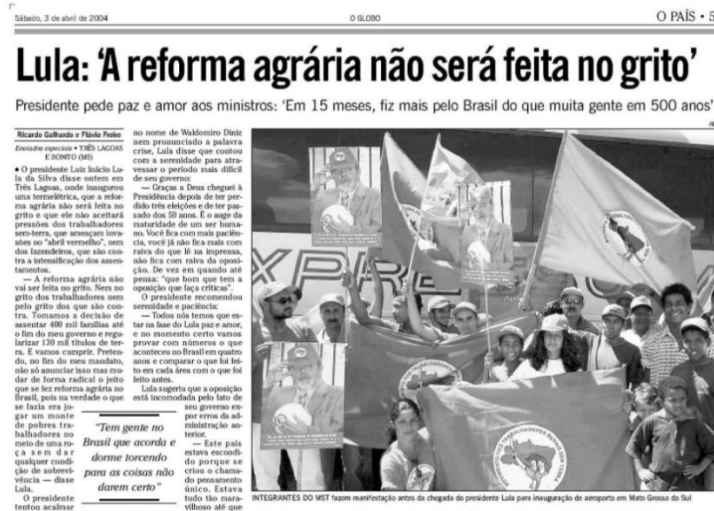 Sábado, 3 de abril de 2004
O GLOBO
O PAÍS • 5
Lula: ‘A reforma agrária não será feita no grito’
Presidente pede paz e amor aos ministros: ‘Em 15 meses, fiz mais pelo Brasil do que muita gente em 500 anos’
Ricardo Galhardo e Flávio Freire
Enviados especiais • TRÊS LAGOAS
E BONITO (MS)
• O presidente Luiz Inácio Lu-
la da Silva disse ontem em
Três Lagoas, onde inaugurou
uma termelétrica, que a refor-
ma agrária não será feita no
grito e que ele não aceitará
pressões dos trabalhadores
sem-terra, que ameaçam inva-
sões no “abril vermelho”, nem
dos fazendeiros, que são con-
tra a intensificação dos assen-
tamentos.
— A reforma agrária não
vai ser feita no grito. Nem no
grito dos trabalhadores nem
pelo grito dos que são con-
tra. Tomamos a decisão de
assentar 400 mil famílias até
o fim do meu governo e regu-
larizar 130 mil títulos de ter-
ra. E vamos cumprir. Preten-
do, no fim do meu mandato,
não só anunciar isso mas mu-
dar de forma radical o jeito
que se fez reforma agrária no
Brasil, pois na verdade o que
se fazia era jo-
gar um monte
de pobres tra-
balhadores no
meio de uma ro-
ça sem dar
qualquer condi-
ção de sobrevi-
vência — disse
Lula.
O presidente
tentou acalmar
“Tem gente no
Brasil que acorda e
dorme torcendo
para as coisas não
darem certo”
no nome de Waldomiro Diniz
nem pronunciado a palavra
crise, Lula disse que contou
com a serenidade para atra-
vessar o período mais difícil
de seu governo:
— Graças a Deus cheguei à
Presidência depois de ter per-
dido três eleições e de ter pas-
sado dos 50 anos. É o auge da
maturidade de um ser huma-
no. Você fica com mais paciên-
cia, você já não fica mais com
raiva do que lê na imprensa,
não fica com raiva da oposi-
ção. De vez em quando até
pensa: “que bom que tem a
oposição que faça críticas”.
O presidente recomendou
serenidade e paciência:
— Todos nós temos que es-
tar na fase do Lula paz e amor,
e no momento certo vamos
provar com números o que
aconteceu no Brasil em quatro
anos e comparar o que foi fei-
to em cada área com o que foi
feito antes.
Lula sugeriu que a oposição
está incomodada pelo fato de
seu governo ex-
por erros da ad-
ministração an-
terior.
— Este país
estava escondi-
do porque se
criou o chama-
do pensamento
único. Estava
tudo tão mara-
vilhoso até que
EXPRE
INTEGRANTES DO MST fazem manifestação antes da chegada do presidente Lula para inauguração de aeroporto em Mato Grosso do Sul